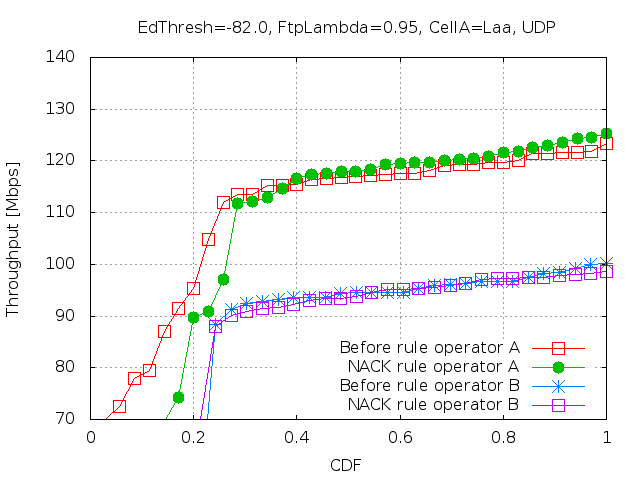 EdThresh=-82.0, FtpLambda=0.95, CellA=Laa, UDP
140
130
120
110
100
90
80
70
Throughput [Mbps]
Before rule operator A
NACK rule operator A
Before rule operator B
NACK rule operator B
0
0.2
0.4
0.6
0.8
1
CDF